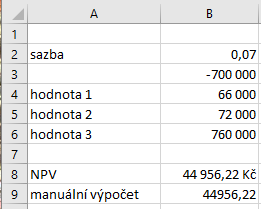 A B
1
2 sazba 0,07
3 -700 000
4 hodnota 1 66 000
5 hodnota 2 72 000
6 hodnota 3 760 000
7
8 NPV 44 956,22 Kč
9 manuální výpočet 44956,22